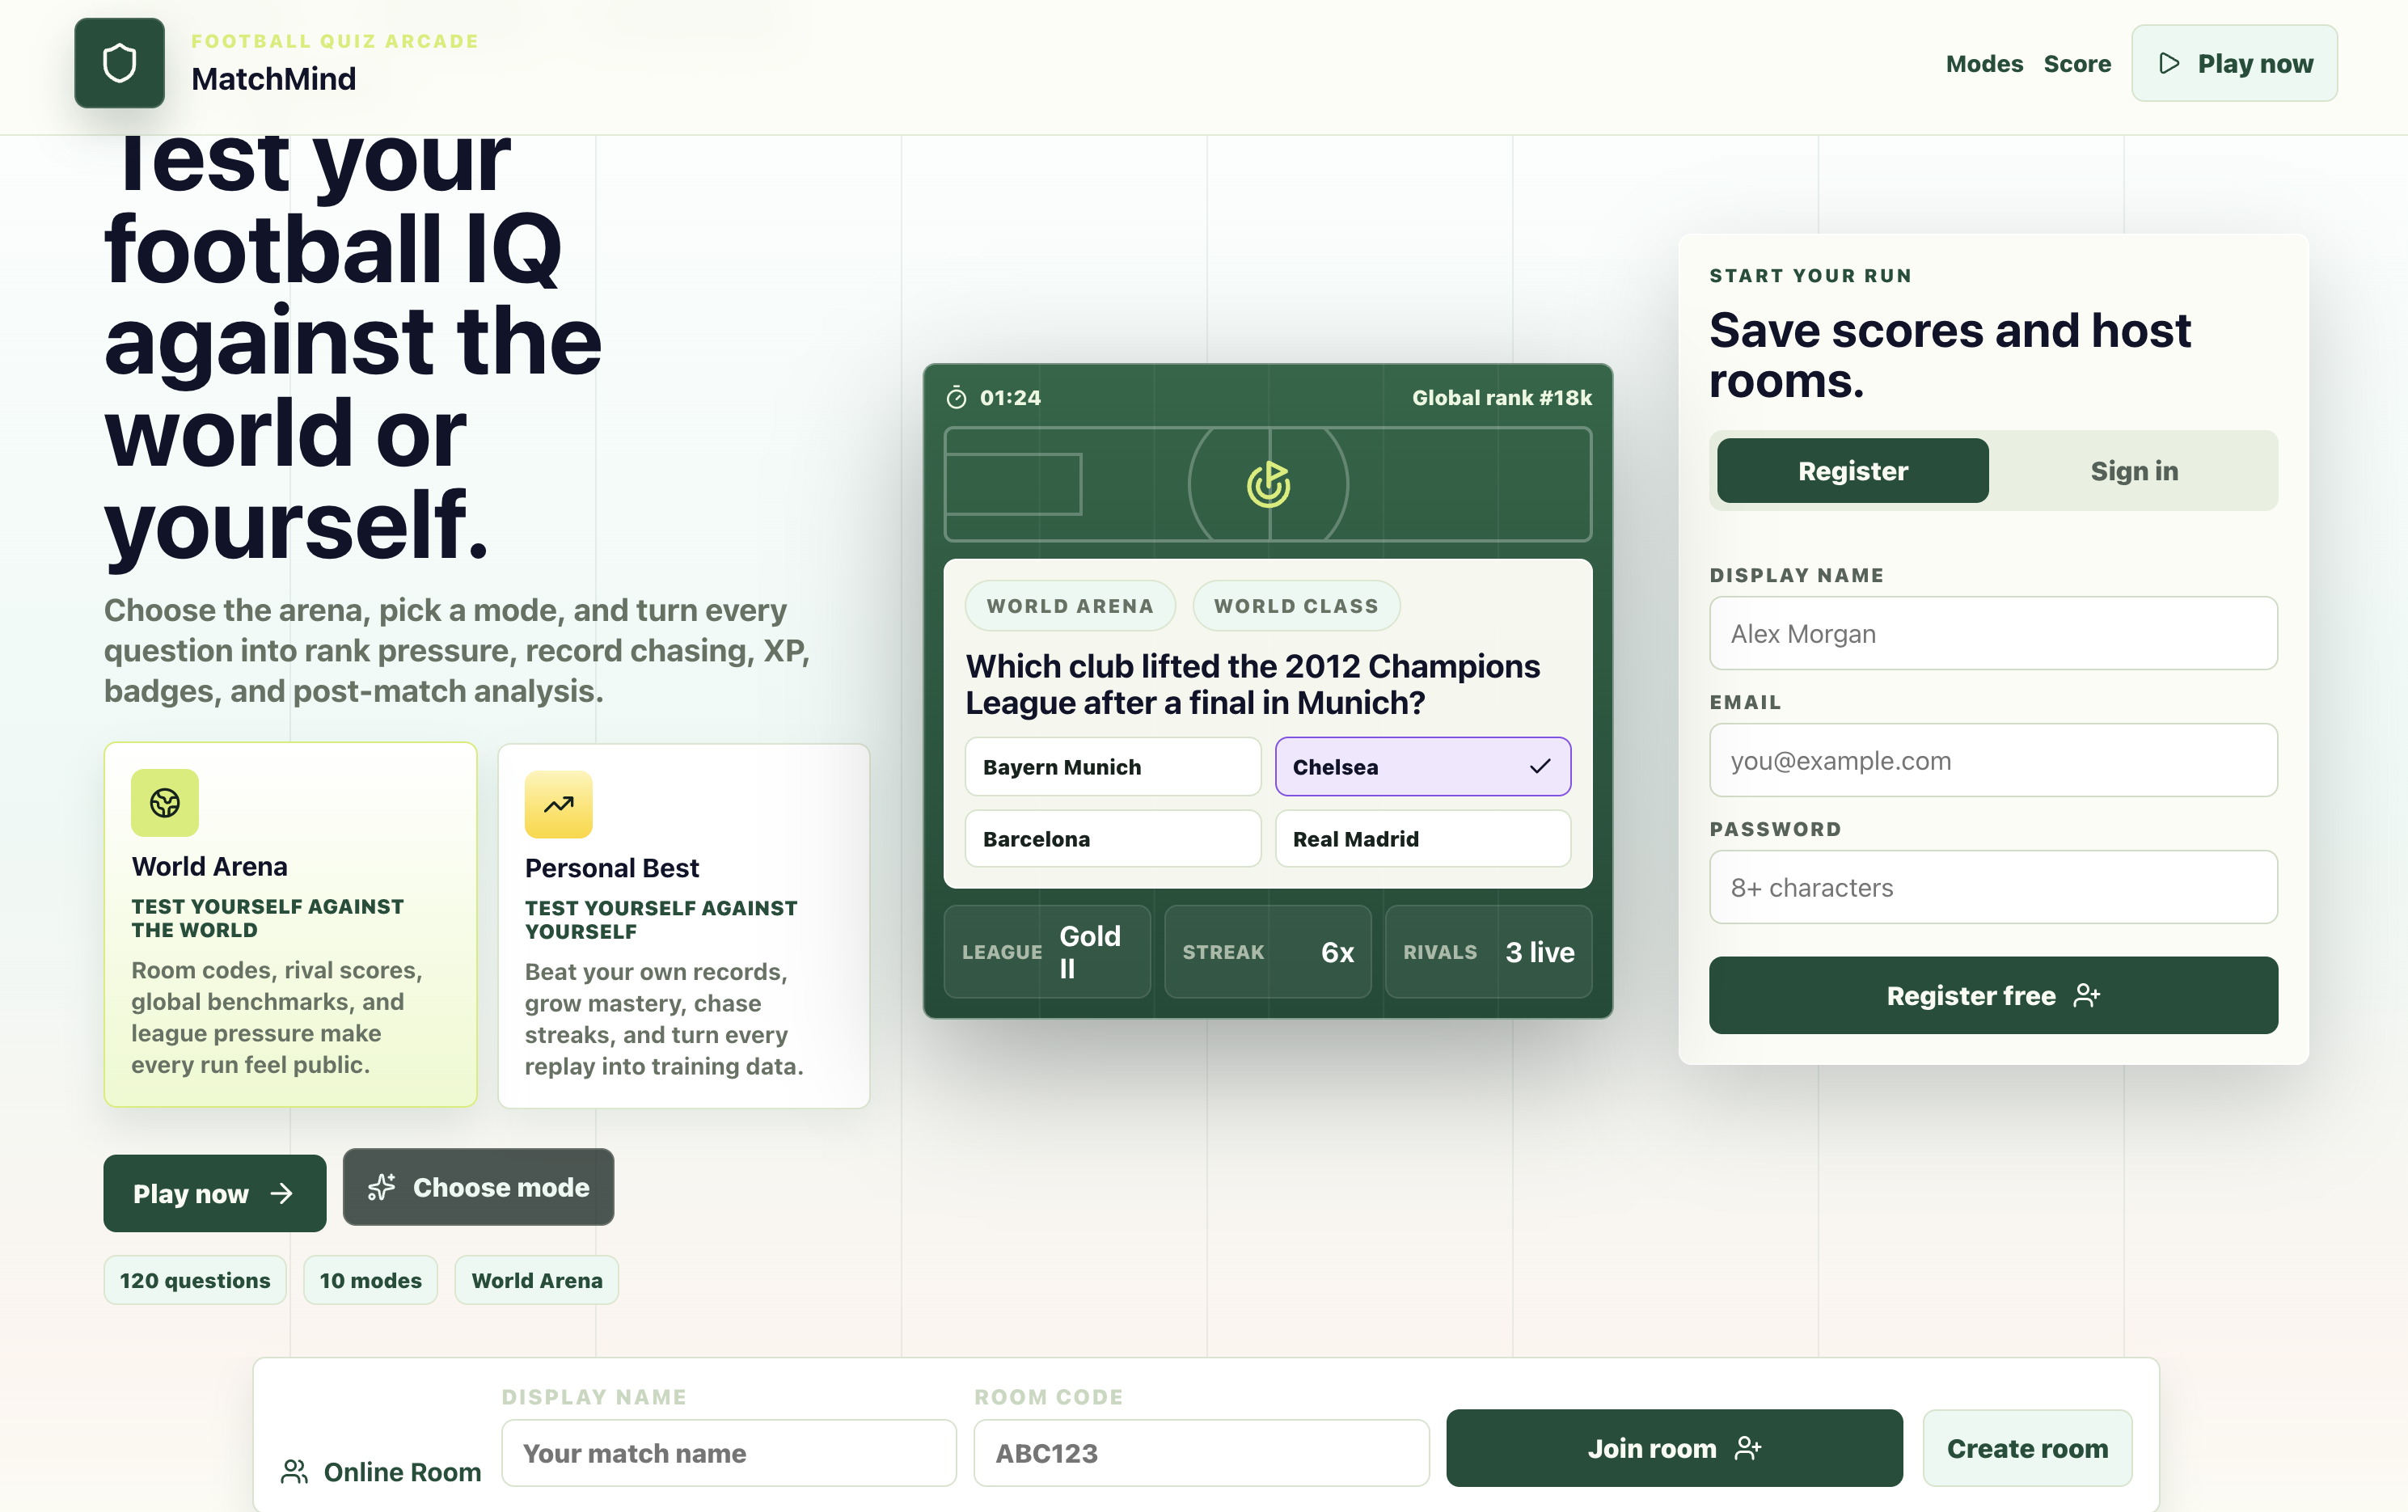 FOOTBALL QUIZ ARCADE
MatchMind
Modes
Score
Play now
Test your
football IQ
against the
world or
yourself.
Choose the arena, pick a mode, and turn every
question into rank pressure, record chasing, XP,
badges, and post-match analysis.
World Arena
TEST YOURSELF AGAINST
THE WORLD
Room codes, rival scores,
global benchmarks, and
league pressure make
every run feel public.
Personal Best
TEST YOURSELF AGAINST
YOURSELF
Beat your own records,
grow mastery, chase
streaks, and turn every
replay into training data.
Play now
Choose mode
120 questions
10 modes
World Arena
01:24
Global rank #18k
WORLD ARENA
WORLD CLASS
Which club lifted the 2012 Champions
League after a final in Munich?
Bayern Munich
Chelsea
Barcelona
Real Madrid
LEAGUE
Gold
II
STREAK
6x
RIVALS
3 live
START YOUR RUN
Save scores and host
rooms.
Register
Sign in
DISPLAY NAME
Alex Morgan
EMAIL
you@example.com
PASSWORD
8+ characters
Register free
Online Room
DISPLAY NAME
Your match name
ROOM CODE
ABC123
Join room
Create room